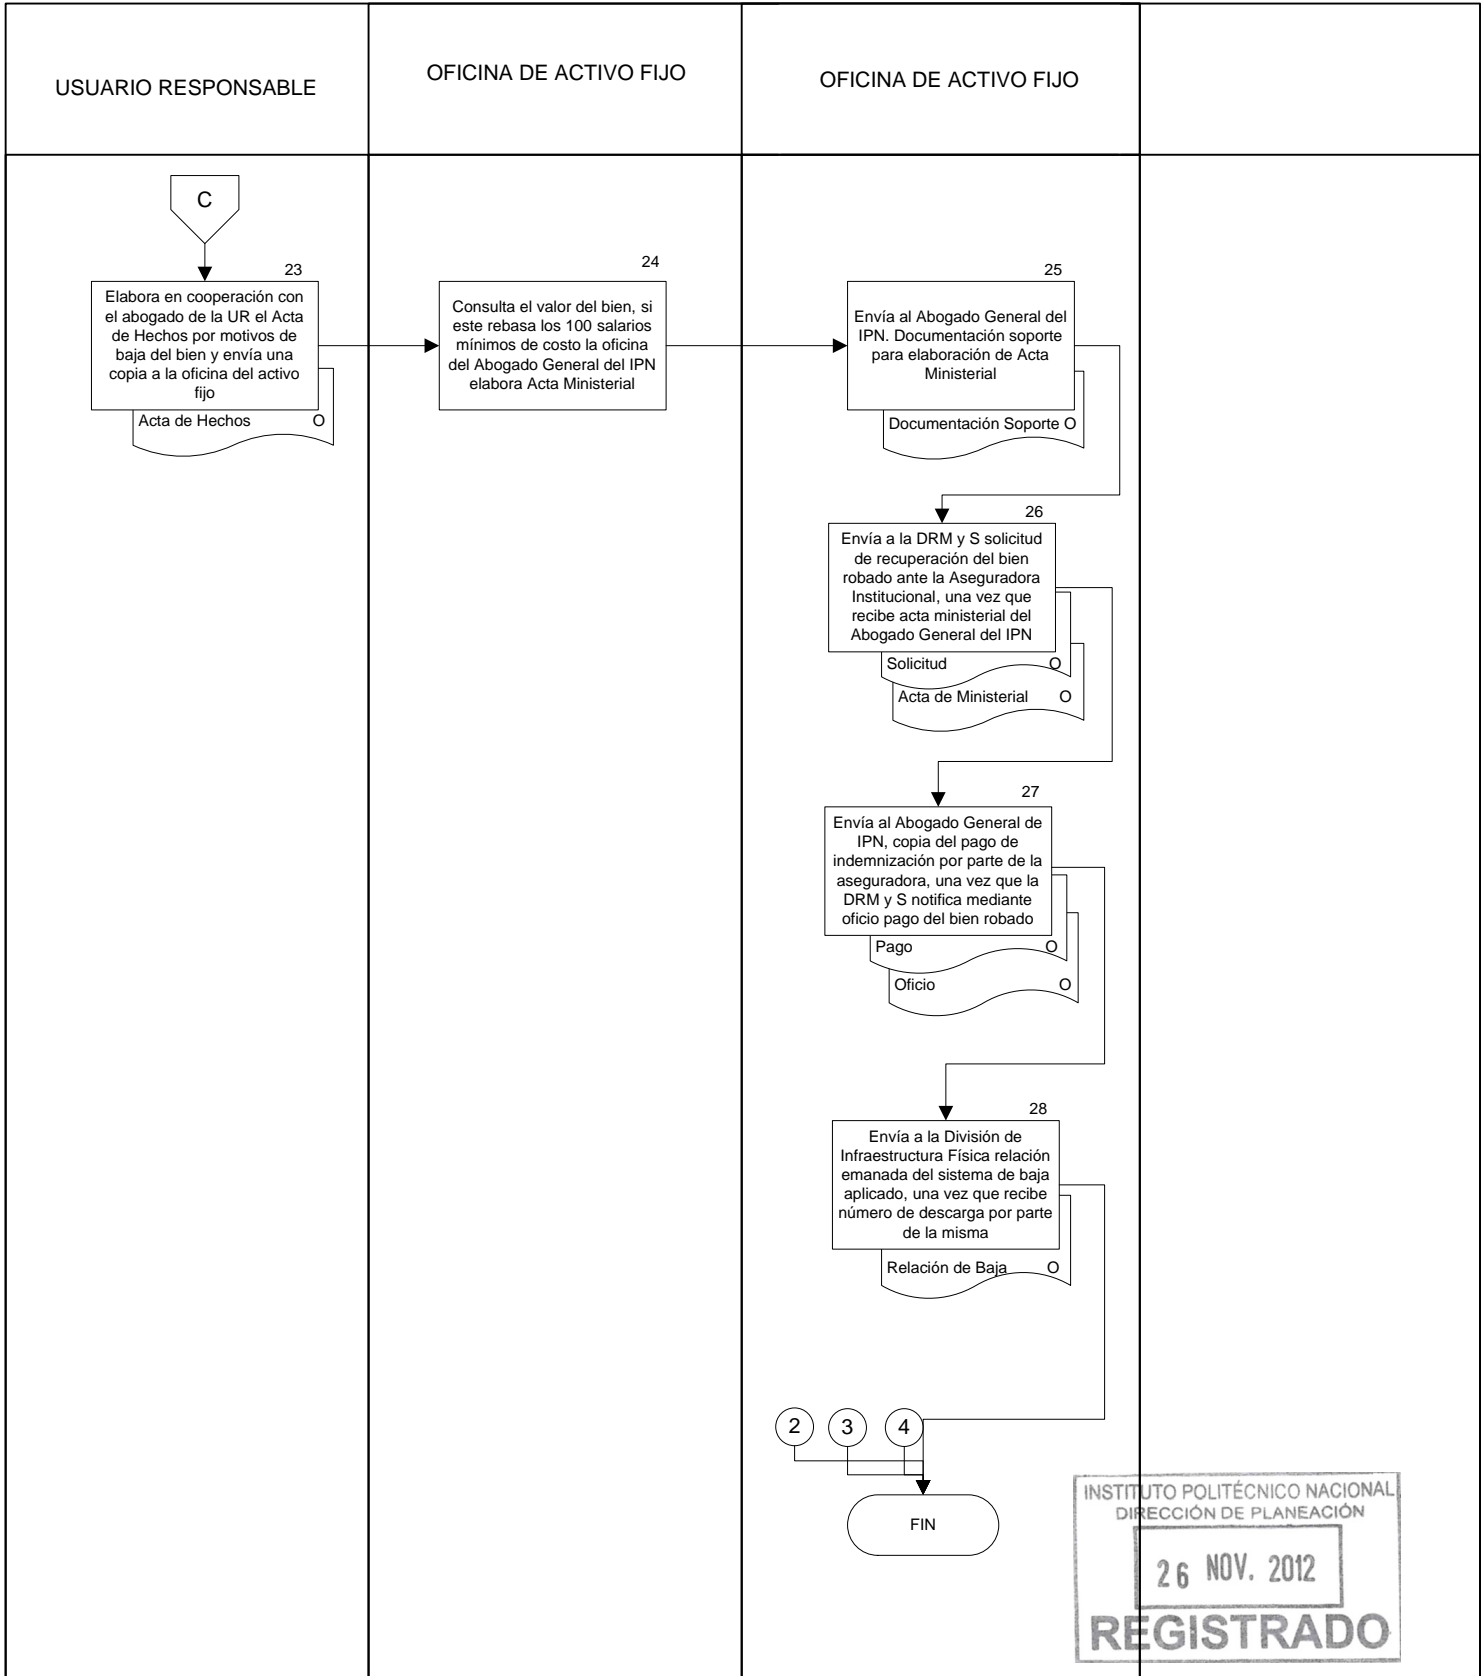 USUARIO RESPONSABLE
OFICINA DE ACTIVO FIJO
OFICINA DE ACTIVO FIJO
C
23
Elabora en cooperación con
el abogado de la UR el Acta
de Hechos por motivos de
baja del bien y envía una
copia a la oficina del activo
fijo
Acta de Hechos O
24
Consulta el valor del bien, si
este rebasa los 100 salarios
mínimos de costo la oficina
del Abogado General del IPN
elabora Acta Ministerial
25
Envía al Abogado General del
IPN. Documentación soporte
para elaboración de Acta
Ministerial
Documentación Soporte O
26
Envía a la DRM y S solicitud
de recuperación del bien
robado ante la Aseguradora
Institucional, una vez que
recibe acta ministerial del
Abogado General del IPN
Solicitud O
Acta de Ministerial O
27
Envía al Abogado General de
IPN, copia del pago de
indemnización por parte de la
aseguradora, una vez que la
DRM y S notifica mediante
oficio pago del bien robado
Pago O
Oficio O
28
Envía a la División de
Infraestructura Física relación
emanada del sistema de baja
aplicado, una vez que recibe
número de descarga por parte
de la misma
Relación de Baja O
2 3 4
FIN
INSTITUTO POLITÉCNICO NACIONAL
DIRECCIÓN DE PLANEACIÓN
26 NOV. 2012
REGISTRADO